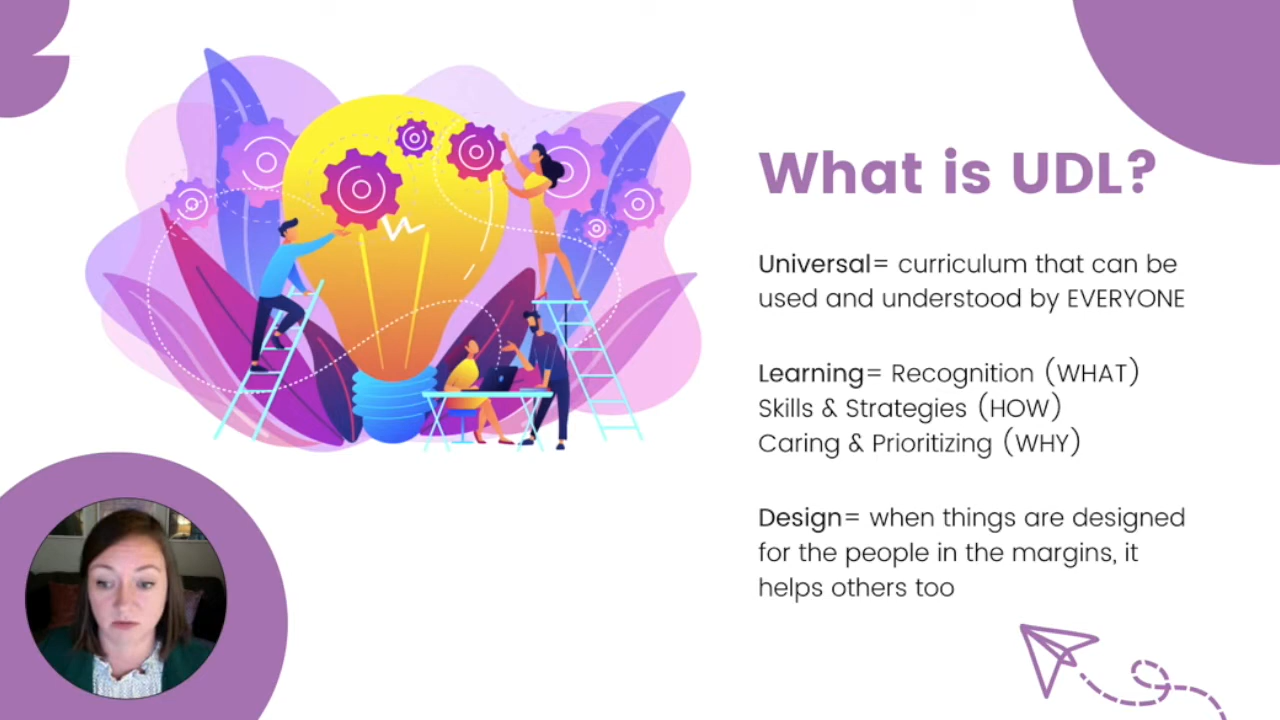 What is UDL?
Universal= curriculum that can be
used and understood by EVERYONE
Learning= Recognition (WHAT)
Skills & Strategies (HOW)
Caring & Prioritizing (WHY)
Design= when things are designed
for the people in the margins, it
helps others too